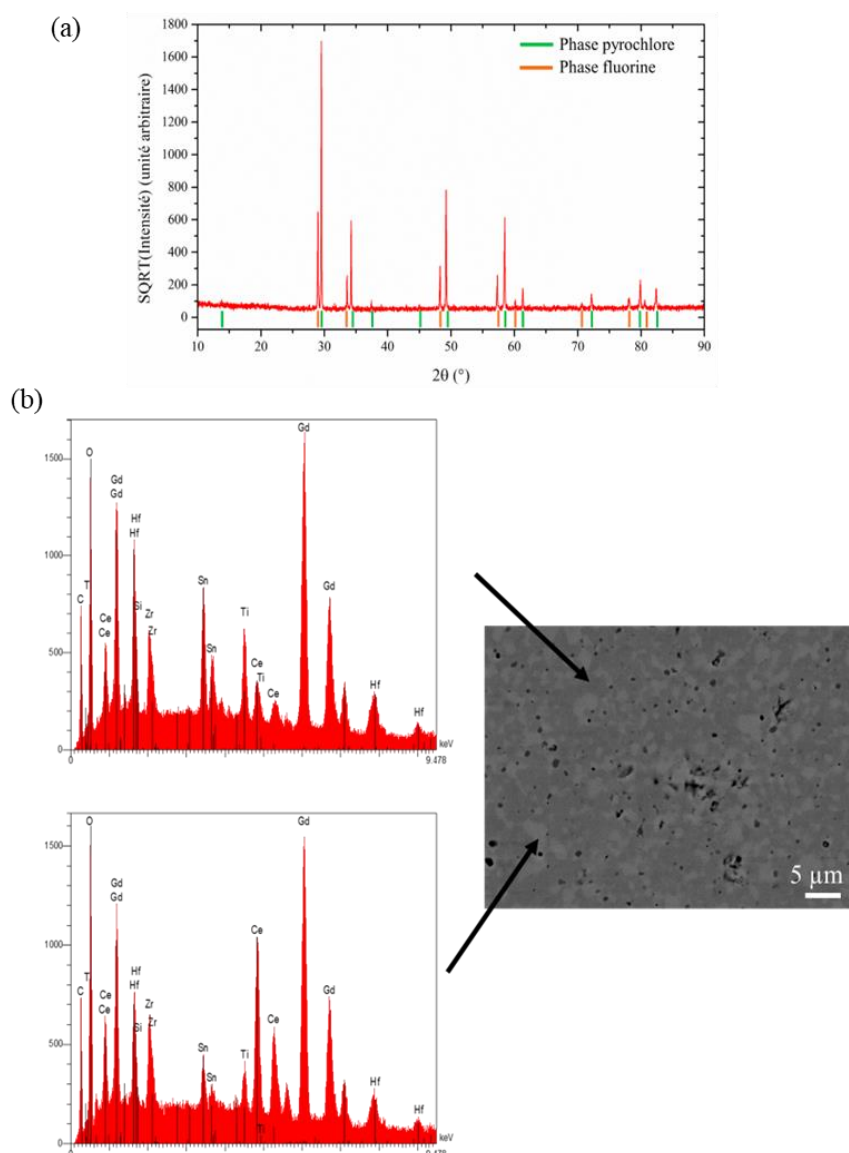 (a)
1800
1600
1400
1200
1000
800
600
400
200
0
SQRT(Intensité) (unité arbitraire)
Phase pyrochlore
Phase fluorine
10 20 30 40 50 60 70 80 90
2θ (°)
(b)
1500
1000
500
0
C
Ti
O
Ce
Ce
Gd
Gd
Hf
Hf
Si
Zr
Zr
Sn
Sn
Ti
Ce
Ti
Ce
Gd
Gd
Hf
Hf
keV
0 9.478
5 µm
1500
1000
500
0
C
O
Ce
Ce
Gd
Gd
Hf
Hf
Si
Zr
Zr
Sn
Sn
Ti
Ce
Ti
Ce
Gd
Gd
Hf
Hf
keV
0